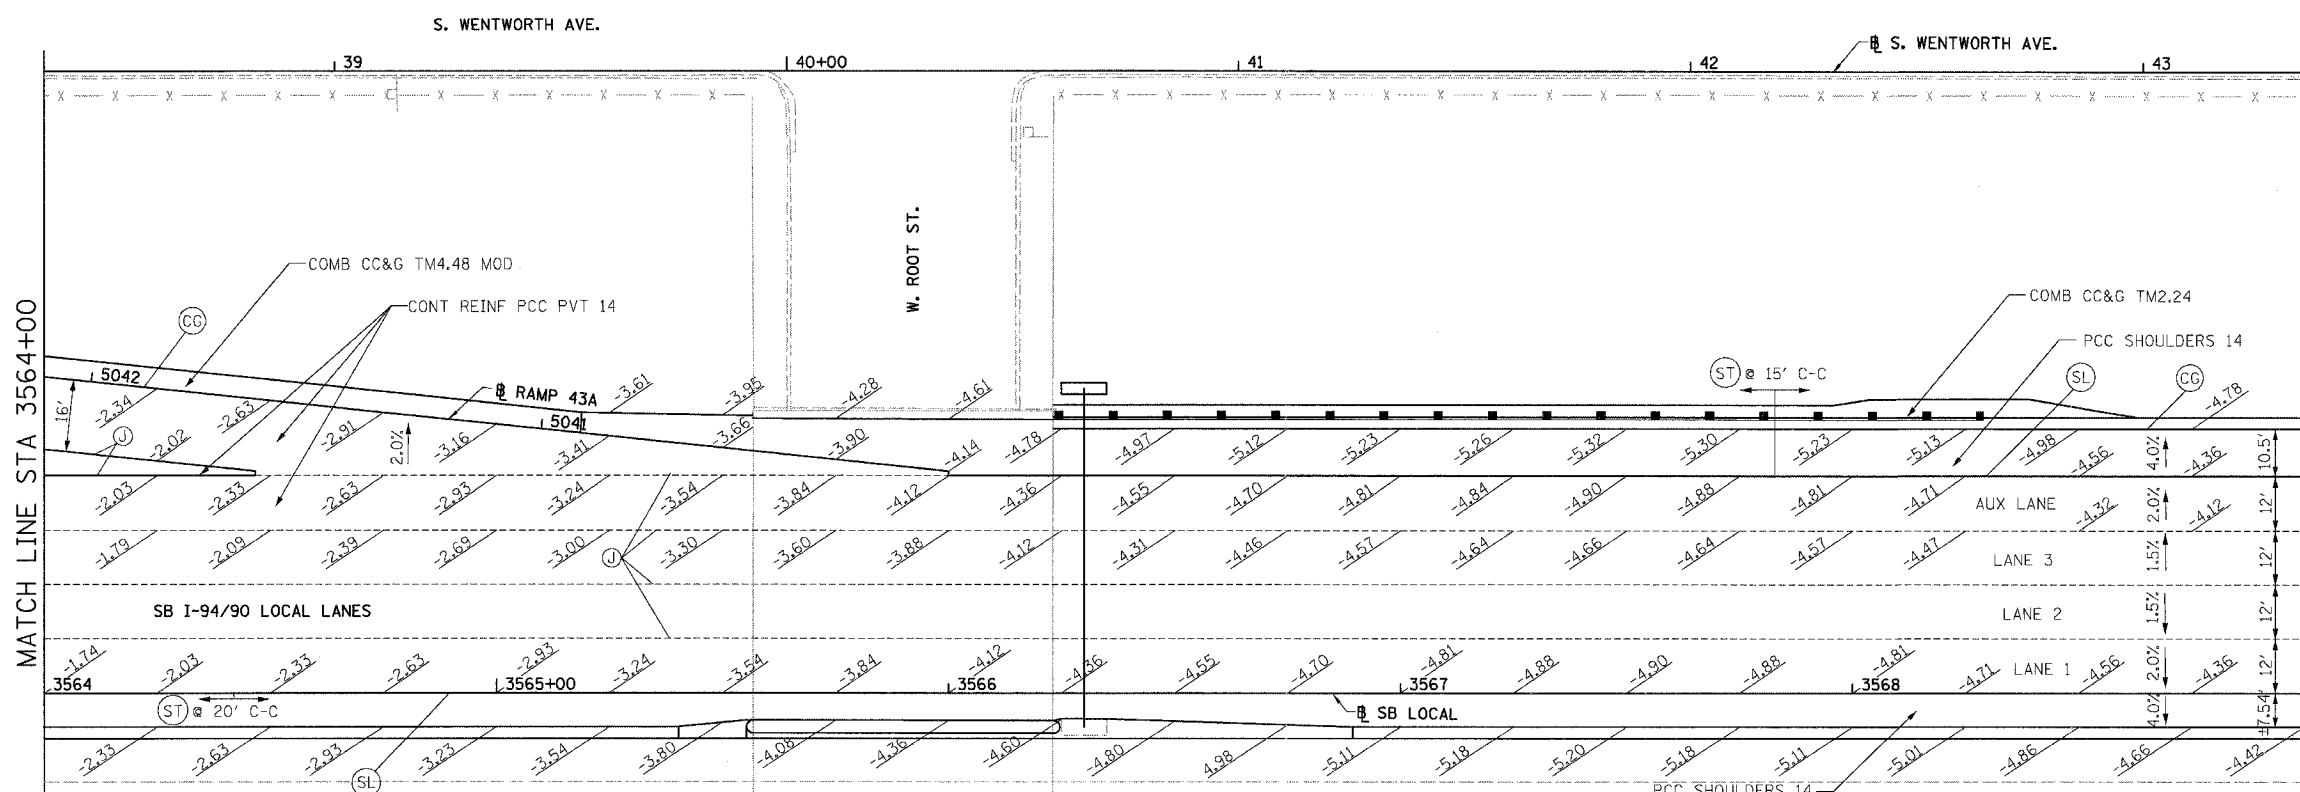 S. WENTWORTH AVE.
39
40+00
41
42
43
℄ S. WENTWORTH AVE.
X X X X X C X X X X X X
X X X X X X X X X X X X X X X X X X X X X X X
W. ROOT ST.
COMB CC&G TM4.48 MOD
CONT REINF PCC PVT 14
CG
COMB CC&G TM2.24
PCC SHOULDERS 14
MATCH LINE STA 3564+00
5042
℄ RAMP 43A
5041
ST @ 15' C-C
SL
CG
16'
J
2.0%
-2.34 -2.63 -3.61 -3.95 -4.28 -4.61 -4.78
-2.02 -2.91 -3.16 -3.41 -3.66 -3.90 -4.14 -4.78 -4.97 -5.12 -5.23 -5.26 -5.32 -5.30 -5.23 -5.13 -4.98 -4.56 -4.36
4.0% 10.5'
-2.03 -2.33 -2.63 -2.93 -3.24 -3.54 -3.84 -4.12 -4.36 -4.55 -4.70 -4.81 -4.84 -4.90 -4.88 -4.81 -4.71 -4.32 -4.12
AUX LANE 2.0% 12'
-1.79 -2.09 -2.39 -2.69 -3.00 -3.30 -3.60 -3.88 -4.12 -4.31 -4.46 -4.57 -4.64 -4.66 -4.64 -4.57 -4.47
J
LANE 3 1.5% 12'
SB I-94/90 LOCAL LANES
LANE 2 1.5% 12'
-1.74 -2.03 -2.33 -2.63 -2.93 -3.24 -3.54 -3.84 -4.12 -4.36 -4.55 -4.70 -4.81 -4.88 -4.90 -4.88 -4.81 -4.71 -4.56 -4.36
LANE 1 2.0% 12'
3564 3565+00 3566 3567 3568
ST @ 20' C-C
℄ SB LOCAL
4.0% ±7.54'
-2.33 -2.63 -2.93 -3.23 -3.54 -3.80 -4.08 -4.36 -4.60 -4.80 4.98 -5.11 -5.18 -5.20 -5.18 -5.11 -5.01 -4.86 -4.66 -4.42
SL
PCC SHOULDERS 14